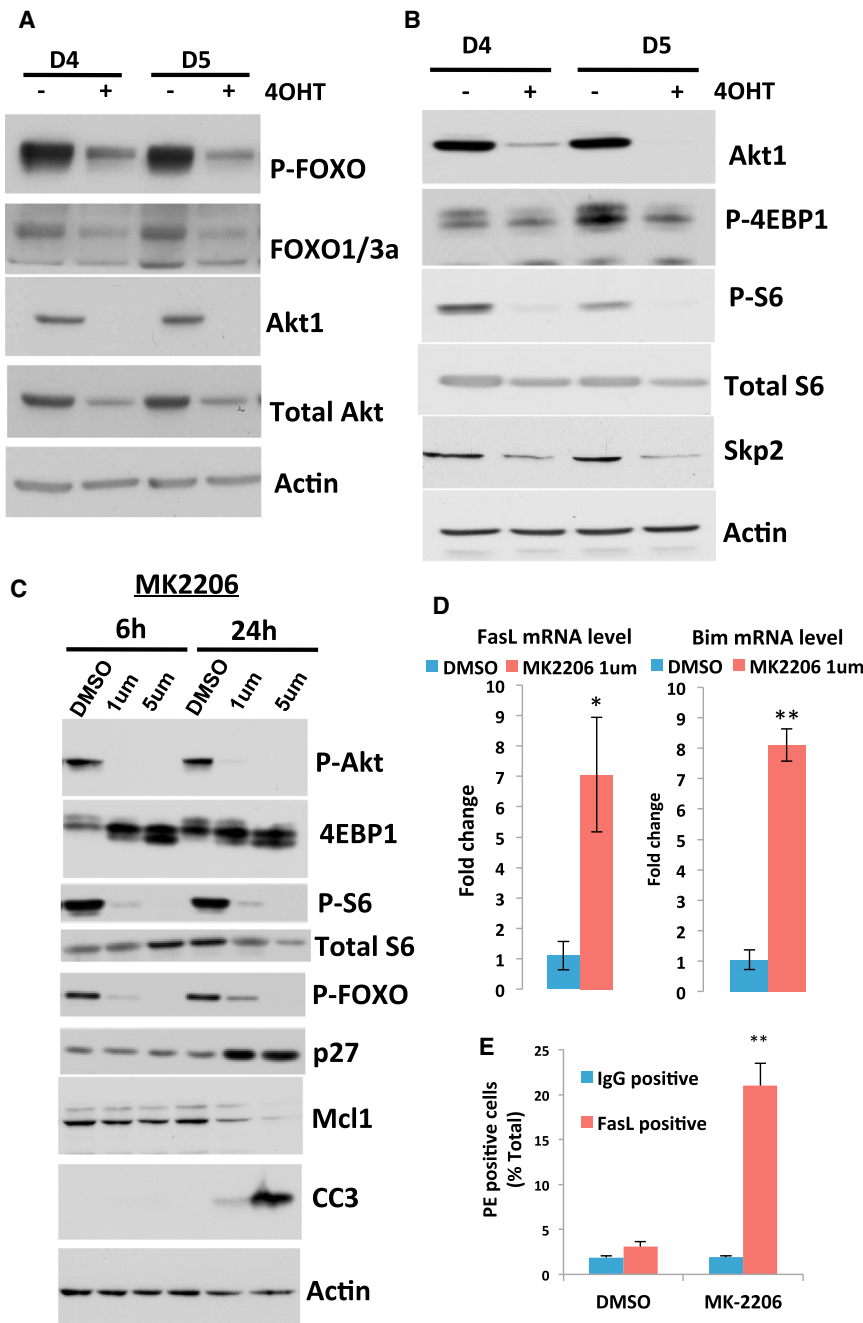 A
D4 D5
- + - + 4OHT
P-FOXO
FOXO1/3a
Akt1
Total Akt
Actin
B
D4 D5
- + - + 4OHT
Akt1
P-4EBP1
P-S6
Total S6
Skp2
Actin
C
MK2206
6h 24h
DMSO 1um 5um DMSO 1um 5um
P-Akt
4EBP1
P-S6
Total S6
P-FOXO
p27
Mcl1
CC3
Actin
D
FasL mRNA level
DMSO MK2206 1um
Fold change
10
9
8
7
6
5
4
3
2
1
0
*
Bim mRNA level
DMSO MK2206 1um
Fold change
10
9
8
7
6
5
4
3
2
1
0
**
E
PE positive cells
(% Total)
25
20
15
10
5
0
IgG positive
FasL positive
**
DMSO MK-2206